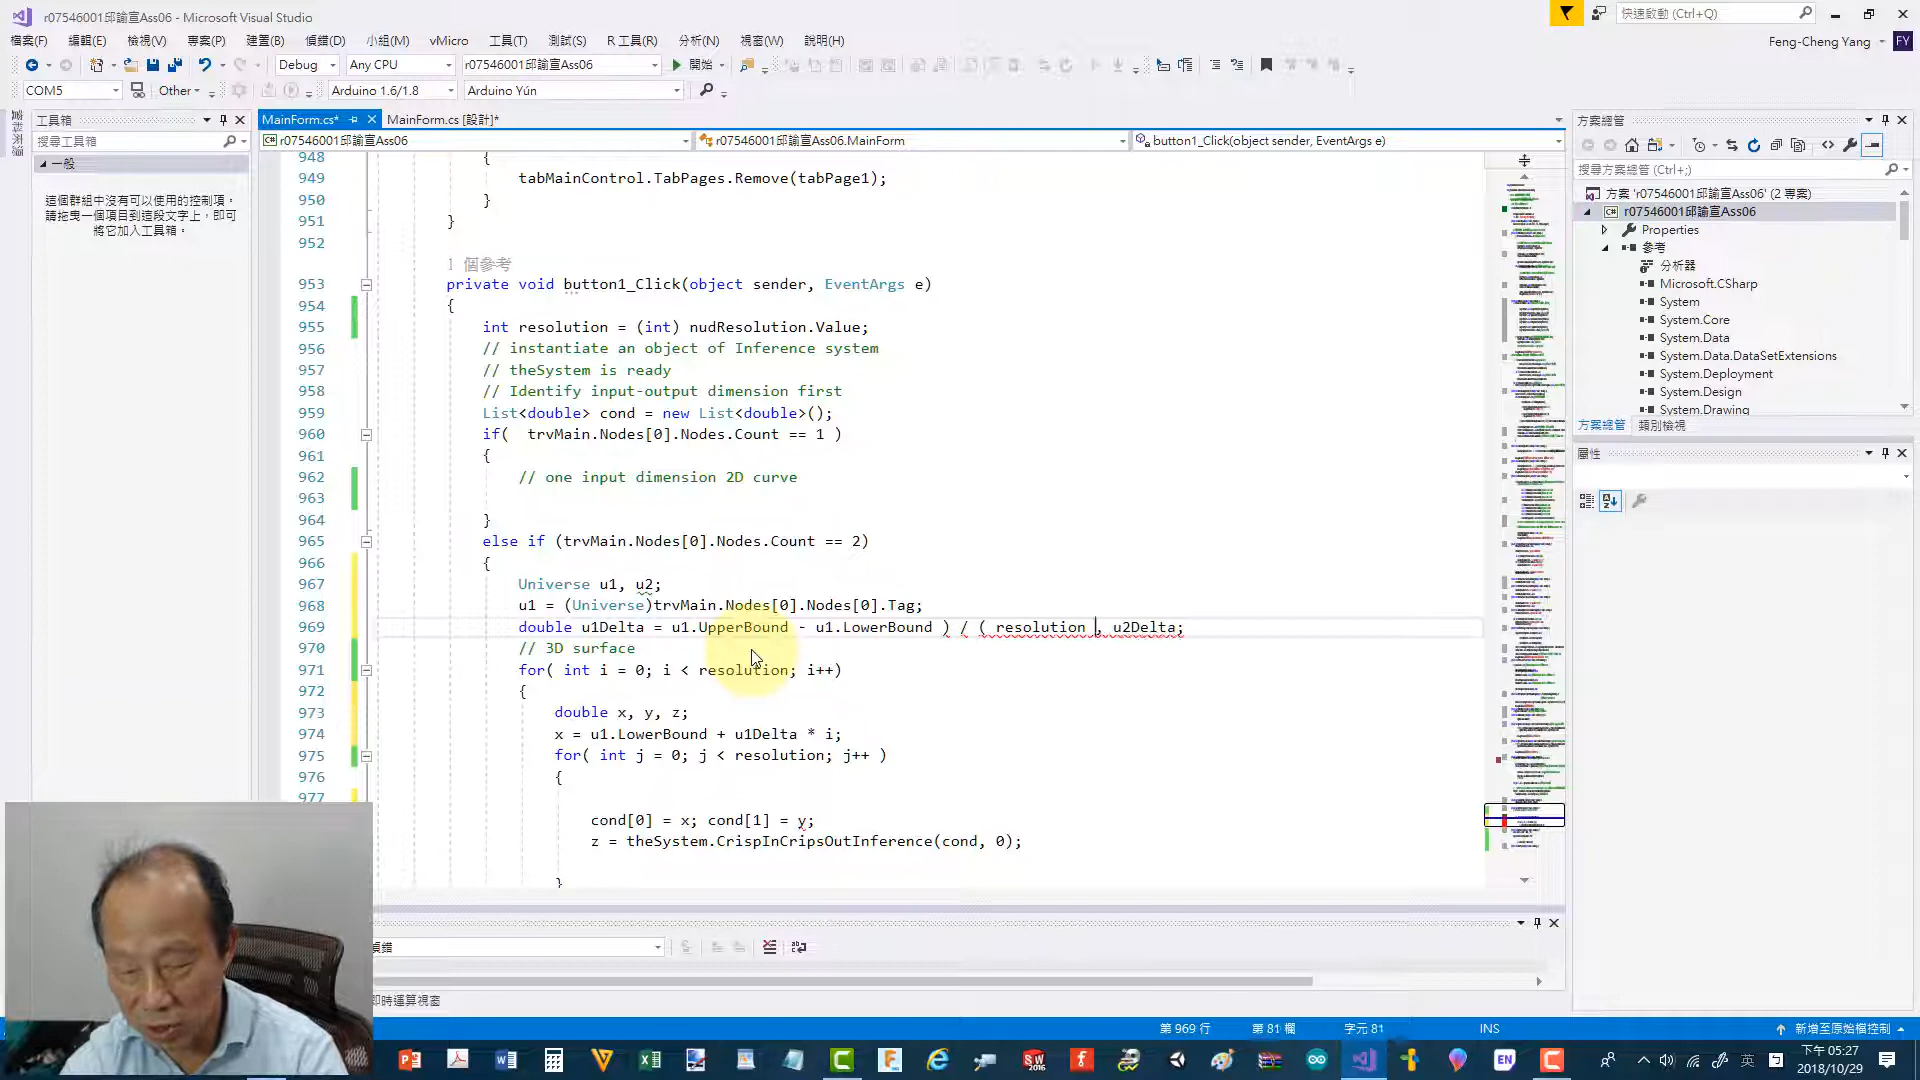 r07546001邱諭宣Ass06 - Microsoft Visual Studio
快速啟動 (Ctrl+Q)
檔案(F) 編輯(E) 檢視(V) 專案(P) 建置(B) 偵錯(D) 小組(M) vMicro 工具(T) 測試(S) R 工具(R) 分析(N) 視窗(W) 說明(H)
Feng-Cheng Yang FY
Debug Any CPU r07546001邱諭宣Ass06 開始
COM5 Other Arduino 1.6/1.8 Arduino Yún
工具箱
搜尋工具箱
一般
這個群組中沒有可以使用的控制項。
請拖曳一個項目到這段文字上，即可
將它加入工具箱。
MainForm.cs* MainForm.cs [設計]*
r07546001邱諭宣Ass06 r07546001邱諭宣Ass06.MainForm button1_Click(object sender, EventArgs e)
948 {
949 tabMainControl.TabPages.Remove(tabPage1);
950 }
951 }
952
1 個參考
953 private void button1_Click(object sender, EventArgs e)
954 {
955 int resolution = (int) nudResolution.Value;
956 // instantiate an object of Inference system
957 // theSystem is ready
958 // Identify input-output dimension first
959 List<double> cond = new List<double>();
960 if( trvMain.Nodes[0].Nodes.Count == 1 )
961 {
962 // one input dimension 2D curve
963
964 }
965 else if (trvMain.Nodes[0].Nodes.Count == 2)
966 {
967 Universe u1, u2;
968 u1 = (Universe)trvMain.Nodes[0].Nodes[0].Tag;
969 double u1Delta = u1.UpperBound - u1.LowerBound ) / ( resolution , u2Delta;
970 // 3D surface
971 for( int i = 0; i < resolution; i++)
972 {
973 double x, y, z;
974 x = u1.LowerBound + u1Delta * i;
975 for( int j = 0; j < resolution; j++ )
976 {
977
cond[0] = x; cond[1] = y;
z = theSystem.CrispInCripsOutInference(cond, 0);
}
方案總管
搜尋方案總管 (Ctrl+;)
方案 'r07546001邱諭宣Ass06' (2 專案)
r07546001邱諭宣Ass06
Properties
參考
分析器
Microsoft.CSharp
System
System.Core
System.Data
System.Data.DataSetExtensions
System.Deployment
System.Design
System.Drawing
方案總管 類別檢視
屬性
偵錯
即時運算視窗
第 969 行 第 81 欄 字元 81 INS 新增至原始檔控制
SW 2016
EN 英
下午 05:27
2018/10/29